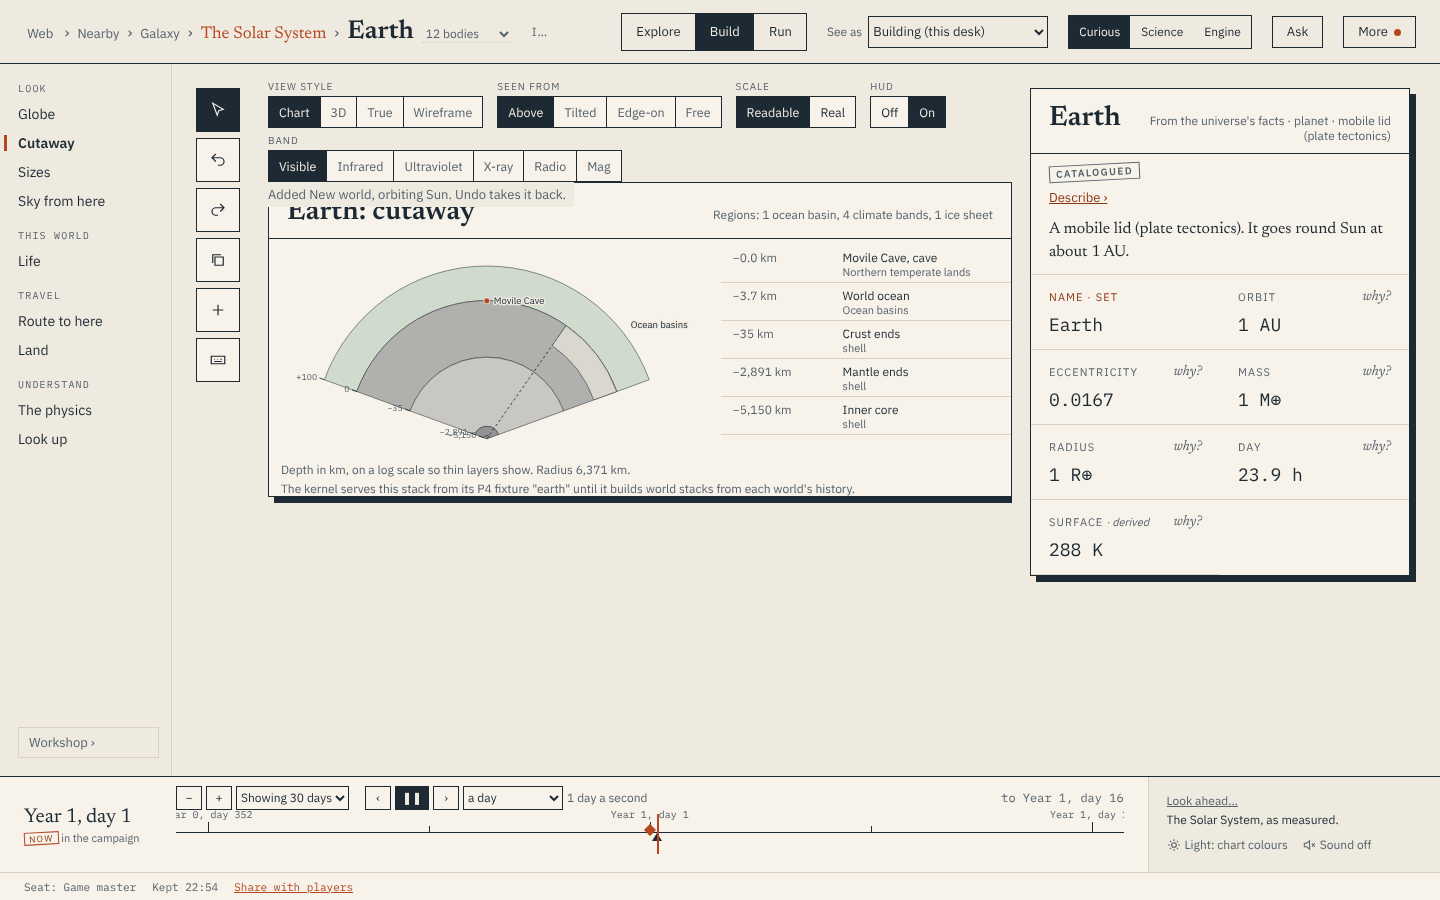 Web › Nearby › Galaxy › The Solar System › Earth 12 bodies I… Explore Build Run See as Building (this desk) Curious Science Engine Ask More
LOOK
Globe
Cutaway
Sizes
Sky from here
THIS WORLD
Life
TRAVEL
Route to here
Land
UNDERSTAND
The physics
Look up
Workshop ›
VIEW STYLE SEEN FROM SCALE HUD
Chart 3D True Wireframe Above Tilted Edge-on Free Readable Real Off On
BAND
Visible Infrared Ultraviolet X-ray Radio Mag
Added New world, orbiting Sun. Undo takes it back.
Earth: cutaway
Regions: 1 ocean basin, 4 climate bands, 1 ice sheet
Movile Cave
Ocean basins
+100
0
−35
−2,891
−5,150
−0.0 km Movile Cave, cave
Northern temperate lands
−3.7 km World ocean
Ocean basins
−35 km Crust ends
shell
−2,891 km Mantle ends
shell
−5,150 km Inner core
shell
Depth in km, on a log scale so thin layers show. Radius 6,371 km.
The kernel serves this stack from its P4 fixture "earth" until it builds world stacks from each world's history.
Earth
From the universe's facts · planet · mobile lid
(plate tectonics)
CATALOGUED
Describe ›
A mobile lid (plate tectonics). It goes round Sun at
about 1 AU.
NAME · SET ORBIT why?
Earth 1 AU
ECCENTRICITY why? MASS why?
0.0167 1 M⊕
RADIUS why? DAY why?
1 R⊕ 23.9 h
SURFACE · derived why?
288 K
Year 1, day 1
NOW in the campaign
− + Showing 30 days ‹ › a day 1 day a second to Year 1, day 16
ar 0, day 352 Year 1, day 1 Year 1, day
Look ahead…
The Solar System, as measured.
Light: chart colours Sound off
Seat: Game master Kept 22:54 Share with players